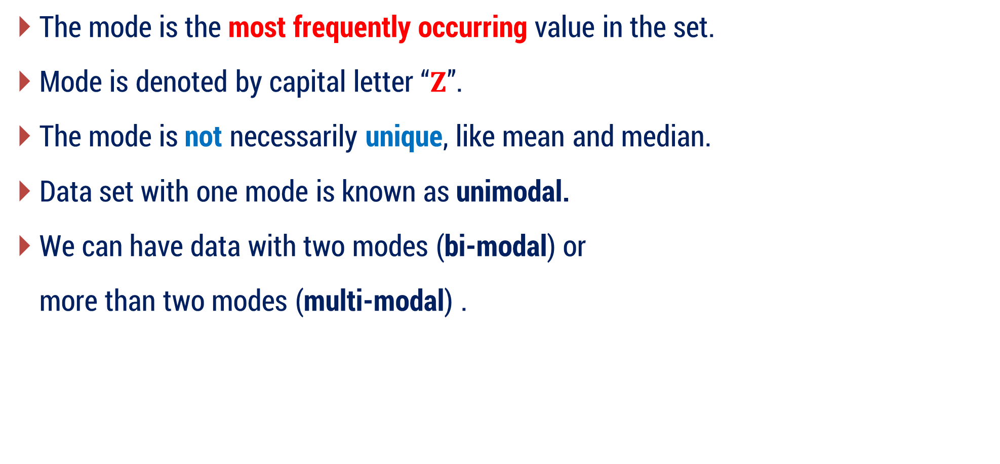 The mode is the most frequently occurring value in the set.
Mode is denoted by capital letter “Z”.
The mode is not necessarily unique, like mean and median.
Data set with one mode is known as unimodal.
We can have data with two modes (bi-modal) or
more than two modes (multi-modal) .